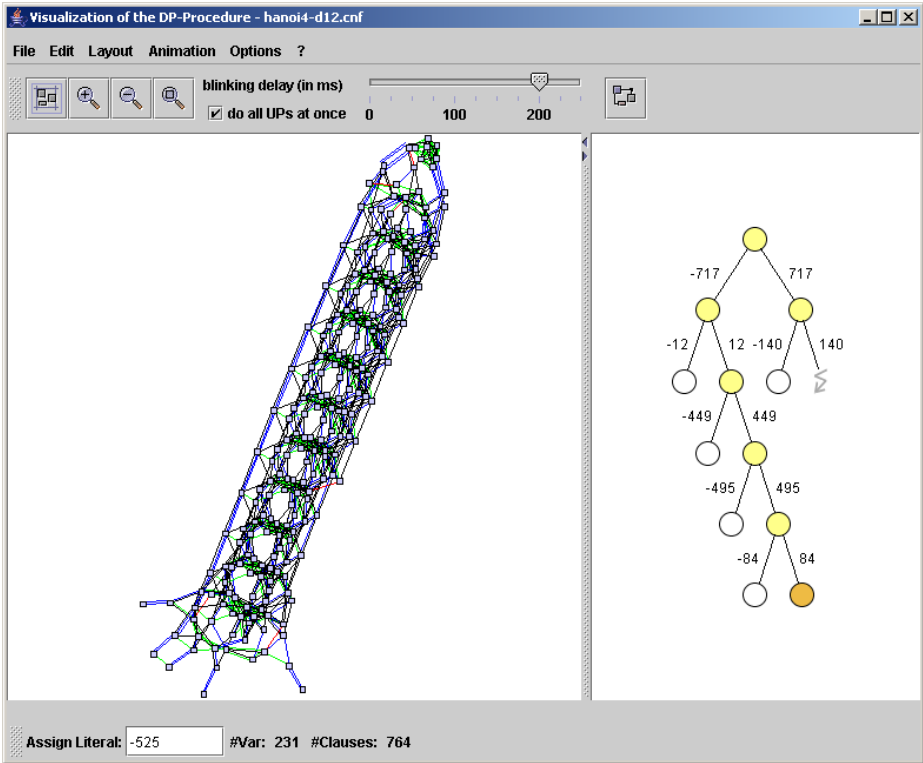 Visualization of the DP-Procedure - hanoi4-d12.cnf
File Edit Layout Animation Options ?
blinking delay (in ms)
do all UPs at once
0 100 200
-717 717
-12 12 -140 140
-449 449
-495 495
-84 84
Assign Literal: -525 #Var: 231 #Clauses: 764